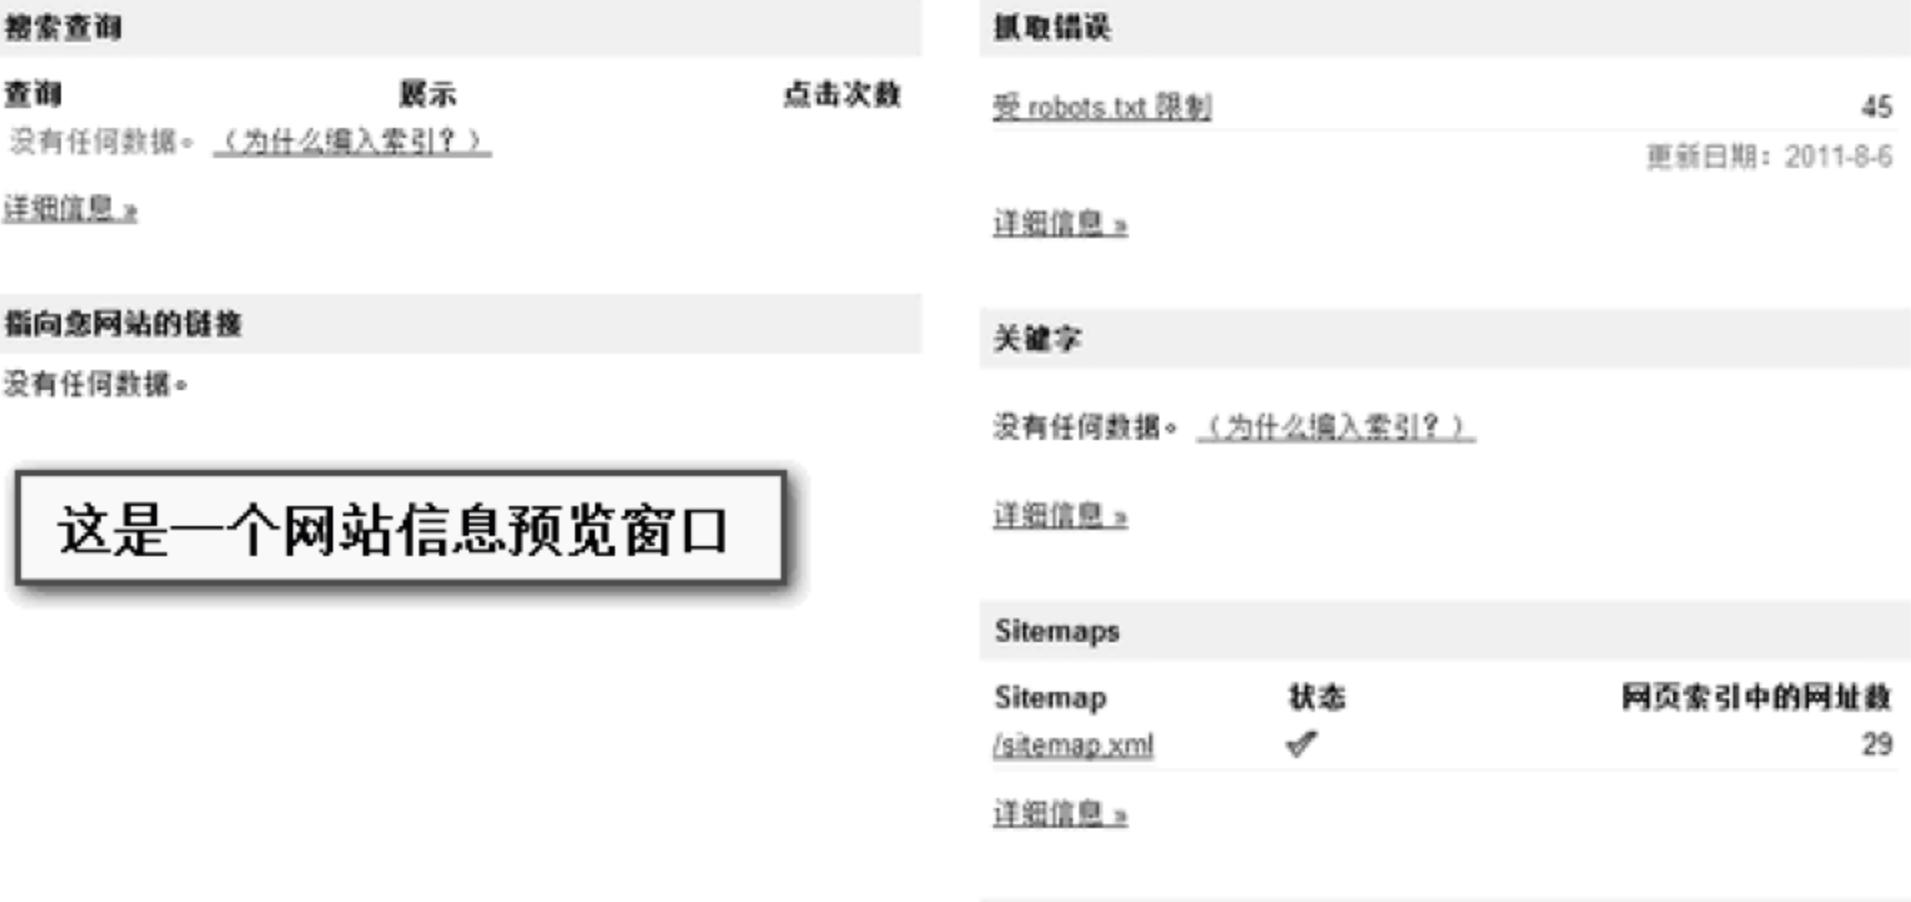 搜索查询
查询 展示 点击次数
没有任何数据。（为什么编入索引？）
详细信息 »
指向您网站的链接
没有任何数据。
这是一个网站信息预览窗口
抓取错误
受 robots.txt 限制 45
更新日期：2011-8-6
详细信息 »
关键字
没有任何数据。（为什么编入索引？）
详细信息 »
Sitemaps
Sitemap 状态 网页索引中的网址数
/sitemap.xml 29
详细信息 »